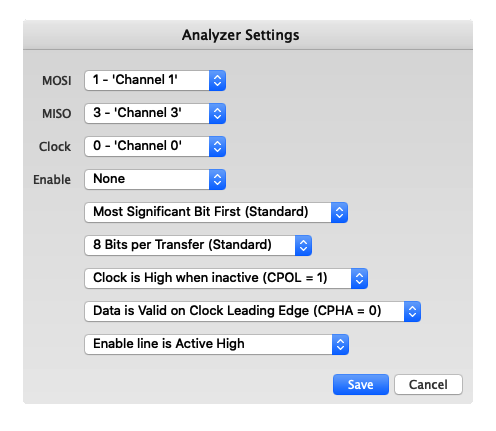 Analyzer Settings
MOSI 1 - 'Channel 1'
MISO 3 - 'Channel 3'
Clock 0 - 'Channel 0'
Enable None
Most Significant Bit First (Standard)
8 Bits per Transfer (Standard)
Clock is High when inactive (CPOL = 1)
Data is Valid on Clock Leading Edge (CPHA = 0)
Enable line is Active High
Save Cancel